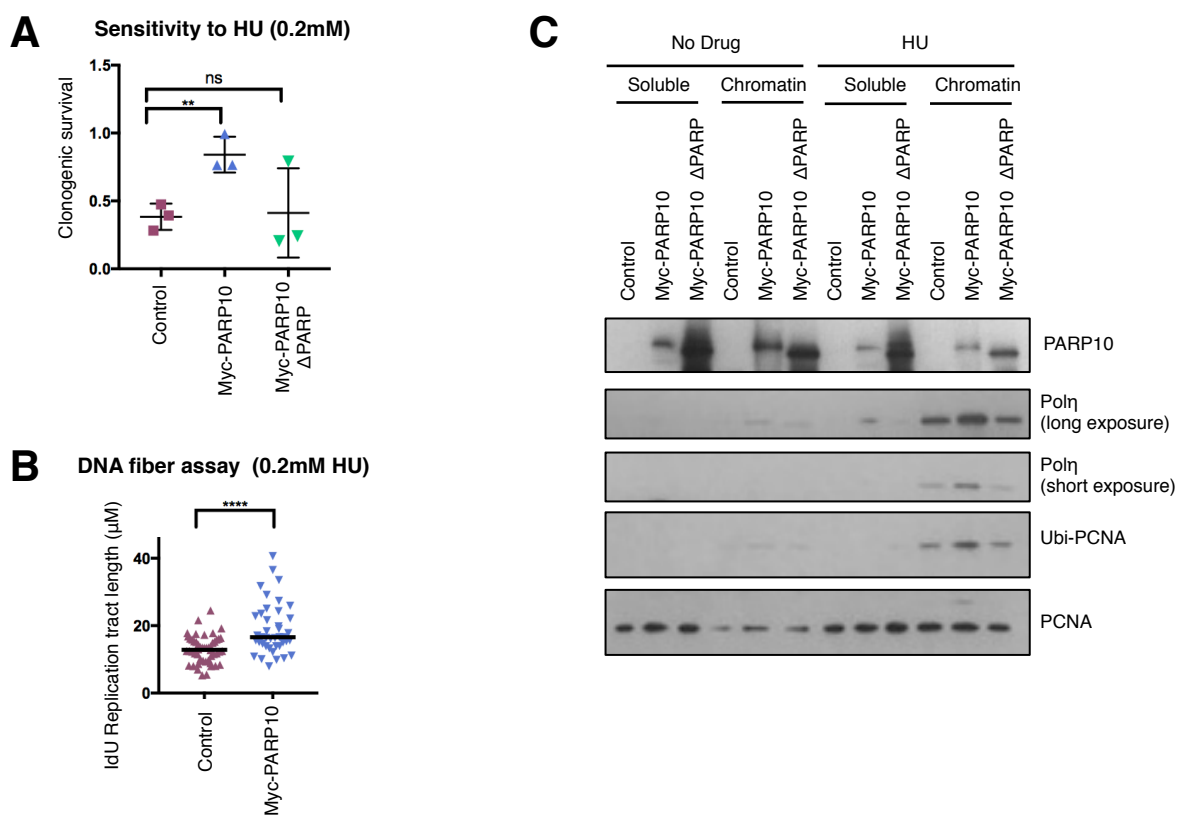 A
Sensitivity to HU (0.2mM)
Clonogenic survival
1.5
1.0
0.5
0.0
ns
**
Control
Myc-PARP10
Myc-PARP10
ΔPARP
B
DNA fiber assay (0.2mM HU)
IdU Replication tract length (µM)
40
20
0
****
Control
Myc-PARP10
C
No Drug
HU
Soluble
Chromatin
Soluble
Chromatin
Control
Myc-PARP10
Myc-PARP10 ΔPARP
Control
Myc-PARP10
Myc-PARP10 ΔPARP
Control
Myc-PARP10
Myc-PARP10 ΔPARP
Control
Myc-PARP10
Myc-PARP10 ΔPARP
PARP10
Polη
(long exposure)
Polη
(short exposure)
Ubi-PCNA
PCNA